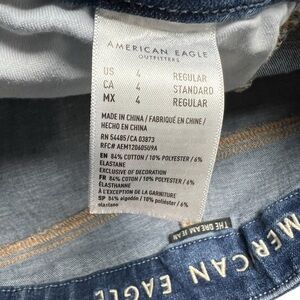 AMERICAN EAGLE
OUTFITTERS
US 4 REGULAR
CA 4 STANDARD
MX 4 REGULAR
MADE IN CHINA / FABRIQUÉ EN CHINE /
HECHO EN CHINA
RN 54485/CA 03873
RFC# AEM120605G9A
EN 84% COTTON / 10% POLYESTER / 6%
ELASTANE
EXCLUSIVE OF DECORATION
FR 84% COTON / 10% POLYESTER / 6%
ÉLASTHANNE
À L'EXCEPTION DE LA GARNITURE
SP 84% algodón / 10% poliéster / 6%
elastano
THE DREAM JEAN
MERICAN EAGLE